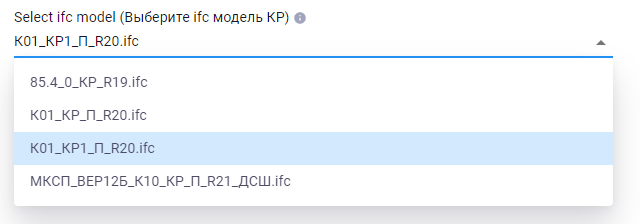 Select ifc model (Выберите ifc модель КР)
К01_КР1_П_R20.ifc
85.4_0_КР_R19.ifc
К01_КР_П_R20.ifc
К01_КР1_П_R20.ifc
МКСП_ВЕР12Б_К10_КР_П_R21_ДСШ.ifc